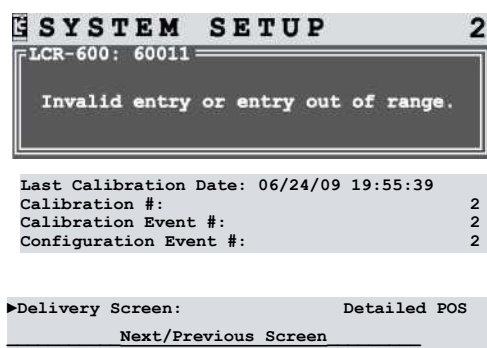 SYSTEM SETUP 2
LCR-600: 60011
Invalid entry or entry out of range.
Last Calibration Date: 06/24/09 19:55:39
Calibration #: 2
Calibration Event #: 2
Configuration Event #: 2
►Delivery Screen: Detailed POS
Next/Previous Screen